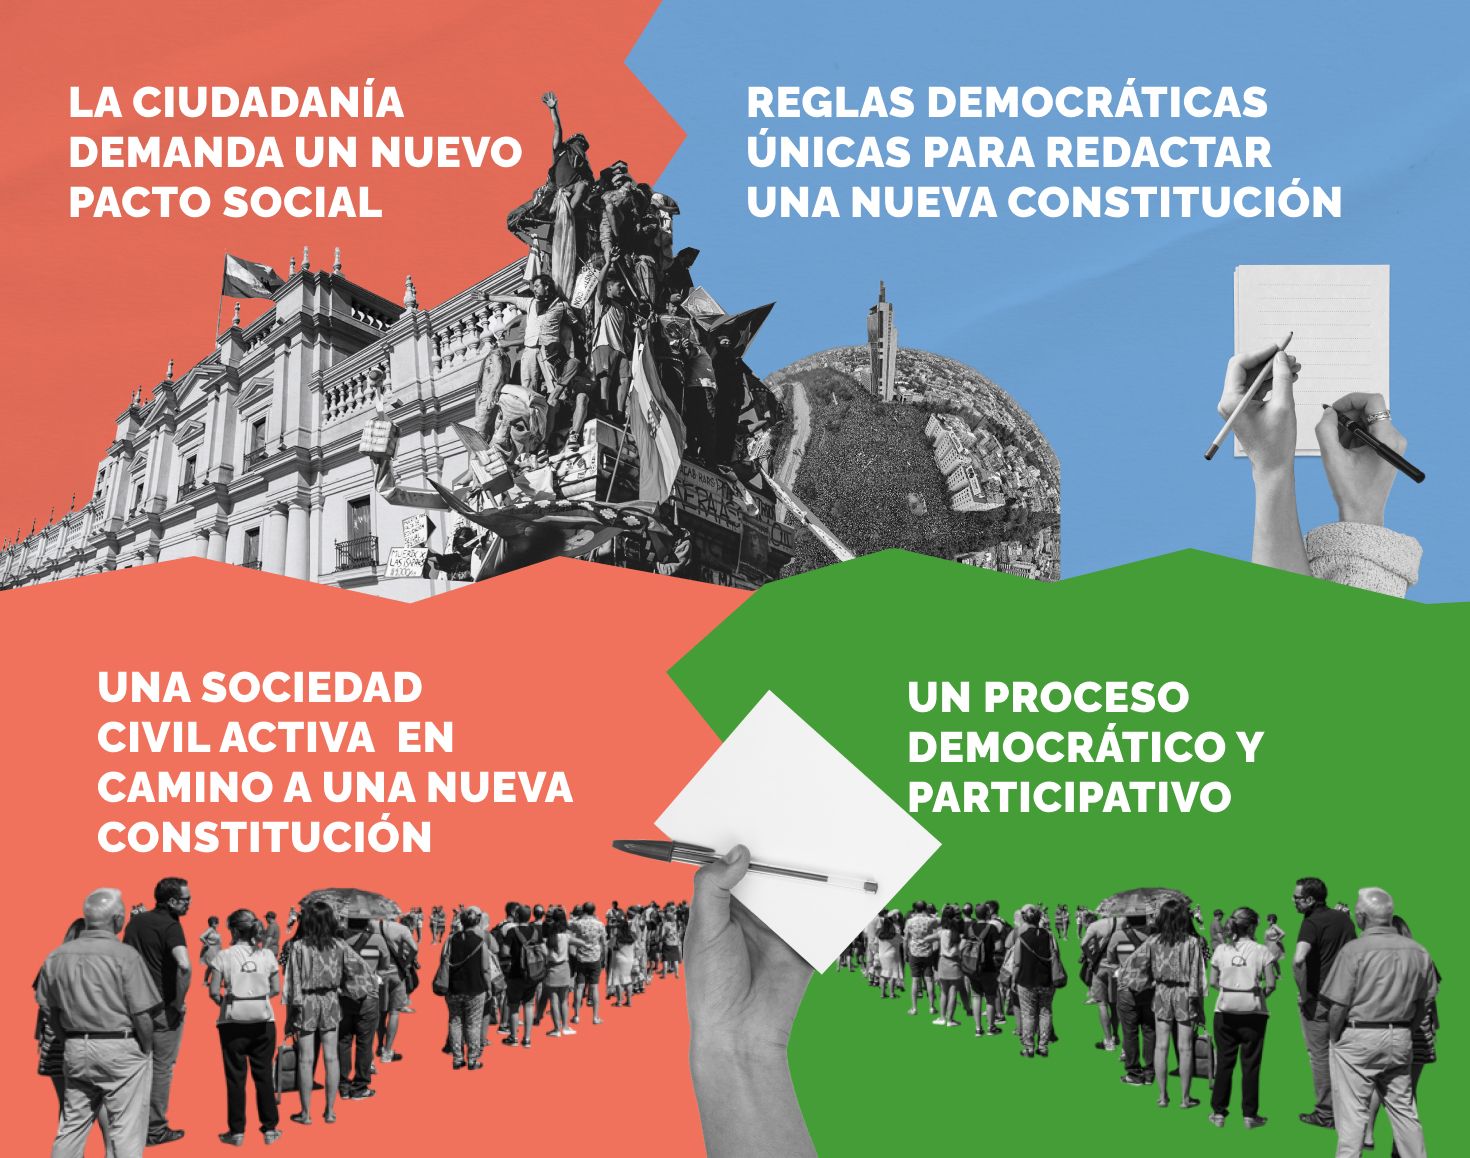 LA CIUDADANÍA
DEMANDA UN NUEVO
PACTO SOCIAL
REGLAS DEMOCRÁTICAS
ÚNICAS PARA REDACTAR
UNA NUEVA CONSTITUCIÓN
UNA SOCIEDAD
CIVIL ACTIVA  EN
CAMINO A UNA NUEVA
CONSTITUCIÓN
UN PROCESO
DEMOCRÁTICO Y
PARTICIPATIVO